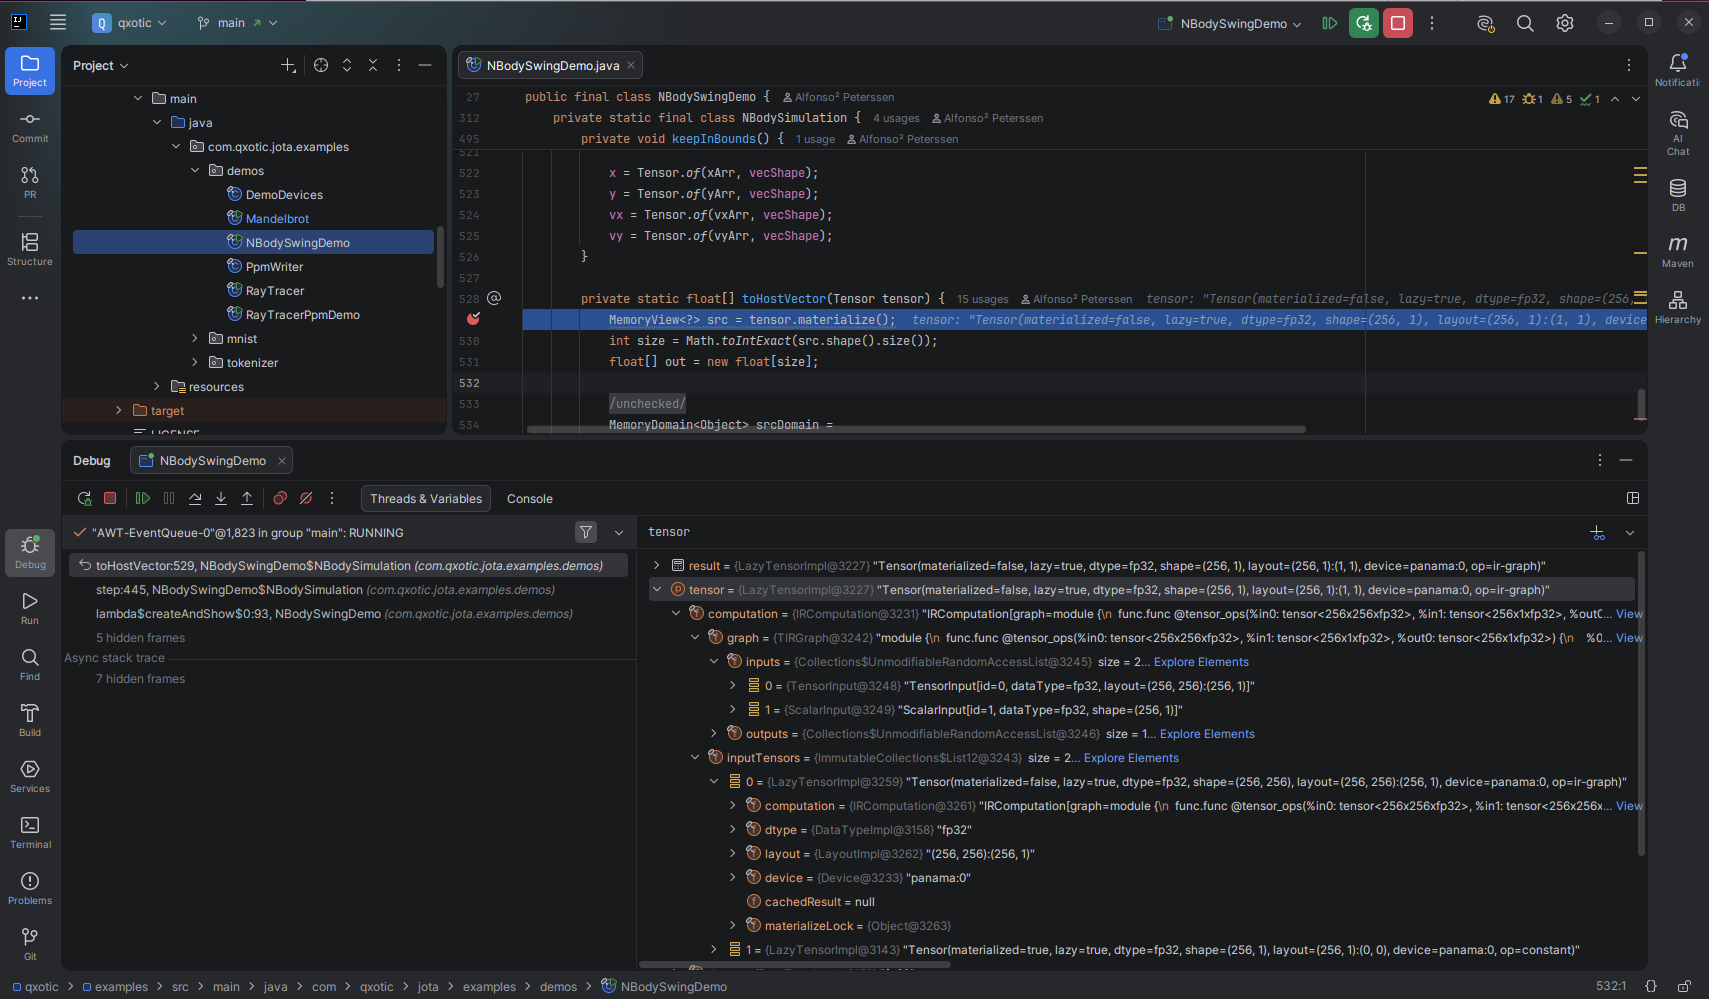 qxotic
main
NBodySwingDemo
Project
Commit
PR
Structure
Debug
Run
Find
Build
Services
Terminal
Problems
Git
Project
main
java
com.qxotic.jota.examples
demos
DemoDevices
Mandelbrot
NBodySwingDemo
PpmWriter
RayTracer
RayTracerPpmDemo
mnist
tokenizer
resources
target
LICENSE
NBodySwingDemo.java
17 1 5 1
27 public final class NBodySwingDemo { Alfonso² Peterssen
312 private static final class NBodySimulation { 4 usages Alfonso² Peterssen
495 private void keepInBounds() { 1 usage Alfonso² Peterssen
521
522 x = Tensor.of(xArr, vecShape);
523 y = Tensor.of(yArr, vecShape);
524 vx = Tensor.of(vxArr, vecShape);
525 vy = Tensor.of(vyArr, vecShape);
526 }
527
528 private static float[] toHostVector(Tensor tensor) { 15 usages Alfonso² Peterssen tensor: "Tensor(materialized=false, lazy=true, dtype=fp32, shape=(256,
MemoryView<?> src = tensor.materialize(); tensor: "Tensor(materialized=false, lazy=true, dtype=fp32, shape=(256, 1), layout=(256, 1):(1, 1), device
530 int size = Math.toIntExact(src.shape().size());
531 float[] out = new float[size];
532
533 /unchecked/
534 MemoryDomain<Object> srcDomain =
Notificati
AI
Chat
DB
Maven
Hierarchy
Debug
NBodySwingDemo
Threads & Variables
Console
"AWT-EventQueue-0"@1,823 in group "main": RUNNING
toHostVector:529, NBodySwingDemo$NBodySimulation (com.qxotic.jota.examples.demos)
step:445, NBodySwingDemo$NBodySimulation (com.qxotic.jota.examples.demos)
lambda$createAndShow$0:93, NBodySwingDemo (com.qxotic.jota.examples.demos)
5 hidden frames
Async stack trace
7 hidden frames
tensor
result = {LazyTensorImpl@3227} "Tensor(materialized=false, lazy=true, dtype=fp32, shape=(256, 1), layout=(256, 1):(1, 1), device=panama:0, op=ir-graph)"
tensor = {LazyTensorImpl@3227} "Tensor(materialized=false, lazy=true, dtype=fp32, shape=(256, 1), layout=(256, 1):(1, 1), device=panama:0, op=ir-graph)"
computation = {IRComputation@3231} "IRComputation[graph=module {\n func.func @tensor_ops(%in0: tensor<256x256xfp32>, %in1: tensor<256x1xfp32>, %out0... View
graph = {TIRGraph@3242} "module {\n func.func @tensor_ops(%in0: tensor<256x256xfp32>, %in1: tensor<256x1xfp32>, %out0: tensor<256x1xfp32>) {\n %0... View
inputs = {Collections$UnmodifiableRandomAccessList@3245} size = 2... Explore Elements
0 = {TensorInput@3248} "TensorInput[id=0, dataType=fp32, layout=(256, 256):(256, 1)]"
1 = {ScalarInput@3249} "ScalarInput[id=1, dataType=fp32, shape=(256, 1)]"
outputs = {Collections$UnmodifiableRandomAccessList@3246} size = 1... Explore Elements
inputTensors = {ImmutableCollections$List12@3243} size = 2... Explore Elements
0 = {LazyTensorImpl@3259} "Tensor(materialized=false, lazy=true, dtype=fp32, shape=(256, 256), layout=(256, 256):(256, 1), device=panama:0, op=ir-graph)"
computation = {IRComputation@3261} "IRComputation[graph=module {\n func.func @tensor_ops(%in0: tensor<256x256xfp32>, %in1: tensor<256x256x... View
dtype = {DataTypeImpl@3158} "fp32"
layout = {LayoutImpl@3262} "(256, 256):(256, 1)"
device = {Device@3233} "panama:0"
cachedResult = null
materializeLock = {Object@3263}
1 = {LazyTensorImpl@3143} "Tensor(materialized=true, lazy=true, dtype=fp32, shape=(256, 1), layout=(256, 1):(0, 0), device=panama:0, op=constant)"
qxotic > examples > src > main > java > com > qxotic > jota > examples > demos > NBodySwingDemo
532:1 {}